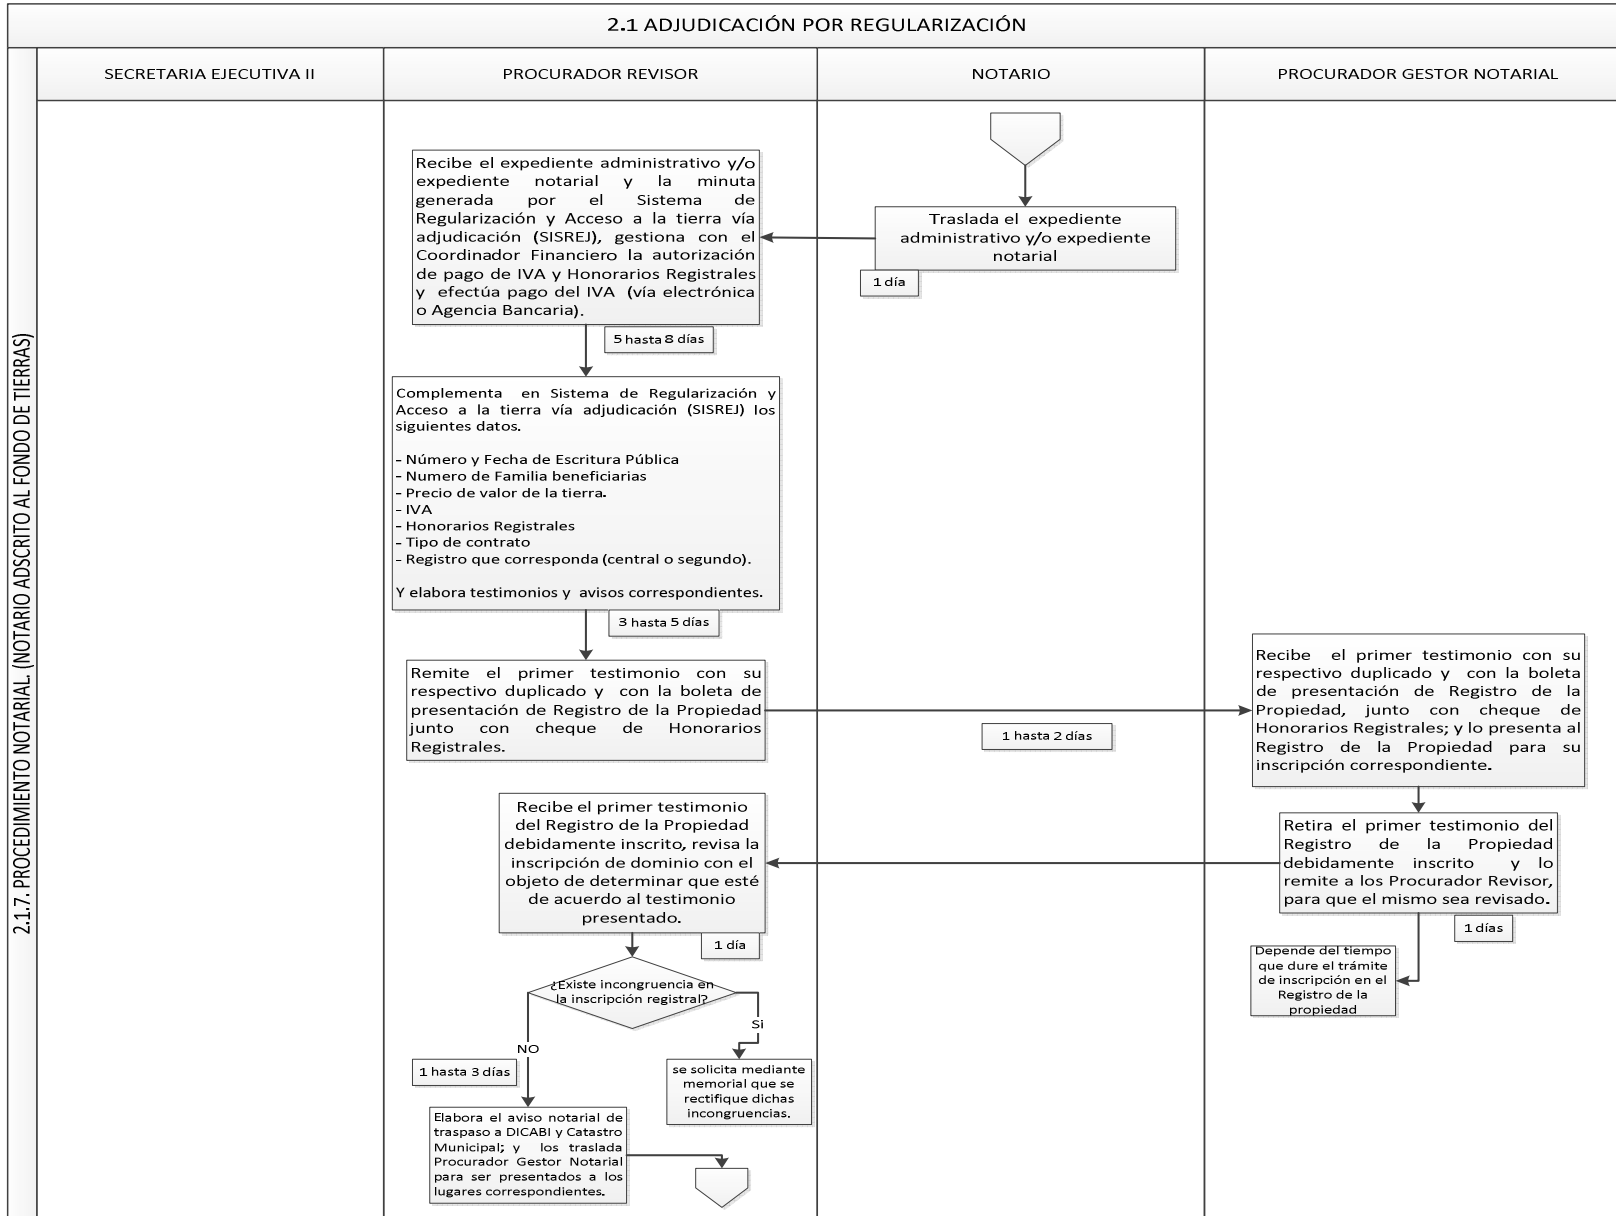 2.1 ADJUDICACIÓN POR REGULARIZACIÓN
SECRETARIA EJECUTIVA II
PROCURADOR REVISOR
NOTARIO
PROCURADOR GESTOR NOTARIAL
2.1.7. PROCEDIMIENTO NOTARIAL. (NOTARIO ADSCRITO AL FONDO DE TIERRAS)
Traslada el expediente
administrativo y/o expediente
notarial
1 día
Recibe el expediente administrativo y/o
expediente notarial y la minuta
generada por el Sistema de
Regularización y Acceso a la tierra vía
adjudicación (SISREJ), gestiona con el
Coordinador Financiero la autorización
de pago de IVA y Honorarios Registrales
y efectúa pago del IVA (vía electrónica
o Agencia Bancaria).
5 hasta 8 días
Complementa en Sistema de Regularización y
Acceso a la tierra vía adjudicación (SISREJ) los
siguientes datos.
- Número y Fecha de Escritura Pública
- Numero de Familia beneficiarias
- Precio de valor de la tierra.
- IVA
- Honorarios Registrales
- Tipo de contrato
- Registro que corresponda (central o segundo).
Y elabora testimonios y avisos correspondientes.
3 hasta 5 días
Remite el primer testimonio con su
respectivo duplicado y con la boleta de
presentación de Registro de la Propiedad
junto con cheque de Honorarios
Registrales.
1 hasta 2 días
Recibe el primer testimonio con su
respectivo duplicado y con la boleta
de presentación de Registro de la
Propiedad, junto con cheque de
Honorarios Registrales; y lo presenta al
Registro de la Propiedad para su
inscripción correspondiente.
Retira el primer testimonio del
Registro de la Propiedad
debidamente inscrito y lo
remite a los Procurador Revisor,
para que el mismo sea revisado.
1 días
Depende del tiempo
que dure el trámite
de inscripción en el
Registro de la
propiedad
Recibe el primer testimonio
del Registro de la Propiedad
debidamente inscrito, revisa la
inscripción de dominio con el
objeto de determinar que esté
de acuerdo al testimonio
presentado.
1 día
¿Existe incongruencia en
la inscripción registral?
Si
NO
1 hasta 3 días
se solicita mediante
memorial que se
rectifique dichas
incongruencias.
Elabora el aviso notarial de
traspaso a DICABI y Catastro
Municipal; y los traslada
Procurador Gestor Notarial
para ser presentados a los
lugares correspondientes.